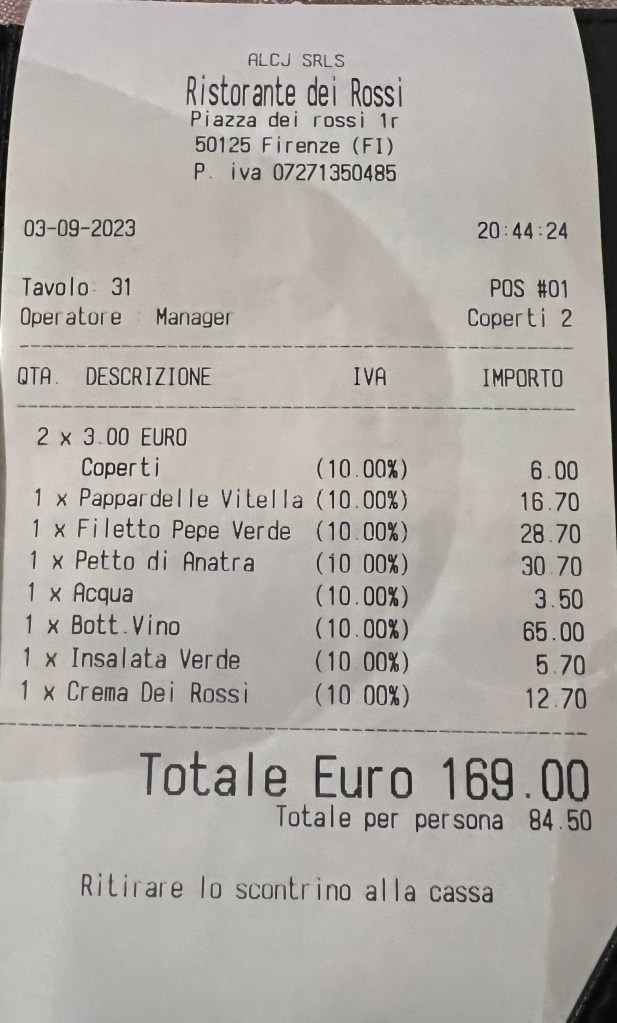 ALCJ SRLS
Ristorante dei Rossi
Piazza dei rossi 1r
50125 Firenze (FI)
P. iva 07271350485
03-09-2023 20:44:24
Tavolo: 31 POS #01
Operatore : Manager Coperti 2
QTA. DESCRIZIONE IVA IMPORTO
2 x 3.00 EURO
Coperti (10.00%) 6.00
1 x Pappardelle Vitella (10.00%) 16.70
1 x Filetto Pepe Verde (10.00%) 28.70
1 x Petto di Anatra (10.00%) 30.70
1 x Acqua (10.00%) 3.50
1 x Bott.Vino (10.00%) 65.00
1 x Insalata Verde (10.00%) 5.70
1 x Crema Dei Rossi (10.00%) 12.70
Totale Euro 169.00
Totale per persona 84.50
Ritirare lo scontrino alla cassa